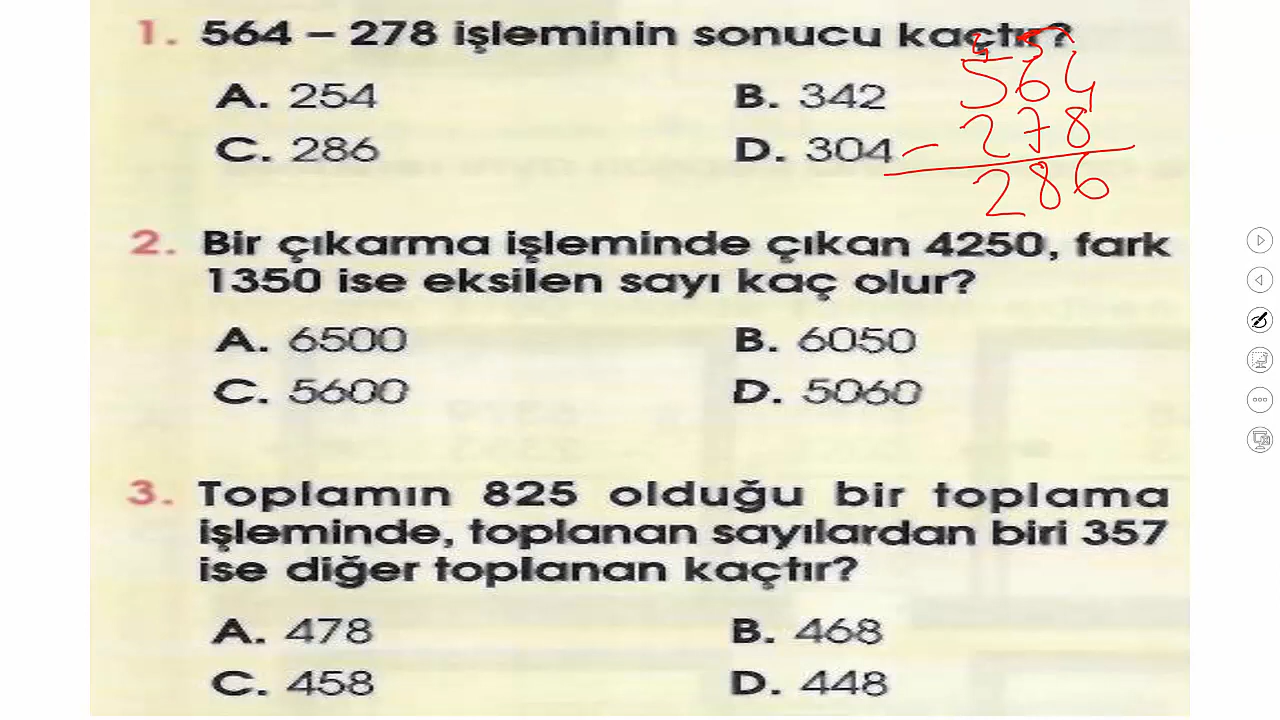 1. 564 – 278 işleminin sonucu kaçtır?
A. 254 B. 342
C. 286 D. 304
4 5
564
278
–
286
2. Bir çıkarma işleminde çıkan 4250, fark
1350 ise eksilen sayı kaç olur?
A. 6500 B. 6050
C. 5600 D. 5060
3. Toplamın 825 olduğu bir toplama
işleminde, toplanan sayılardan biri 357
ise diğer toplanan kaçtır?
A. 478 B. 468
C. 458 D. 448